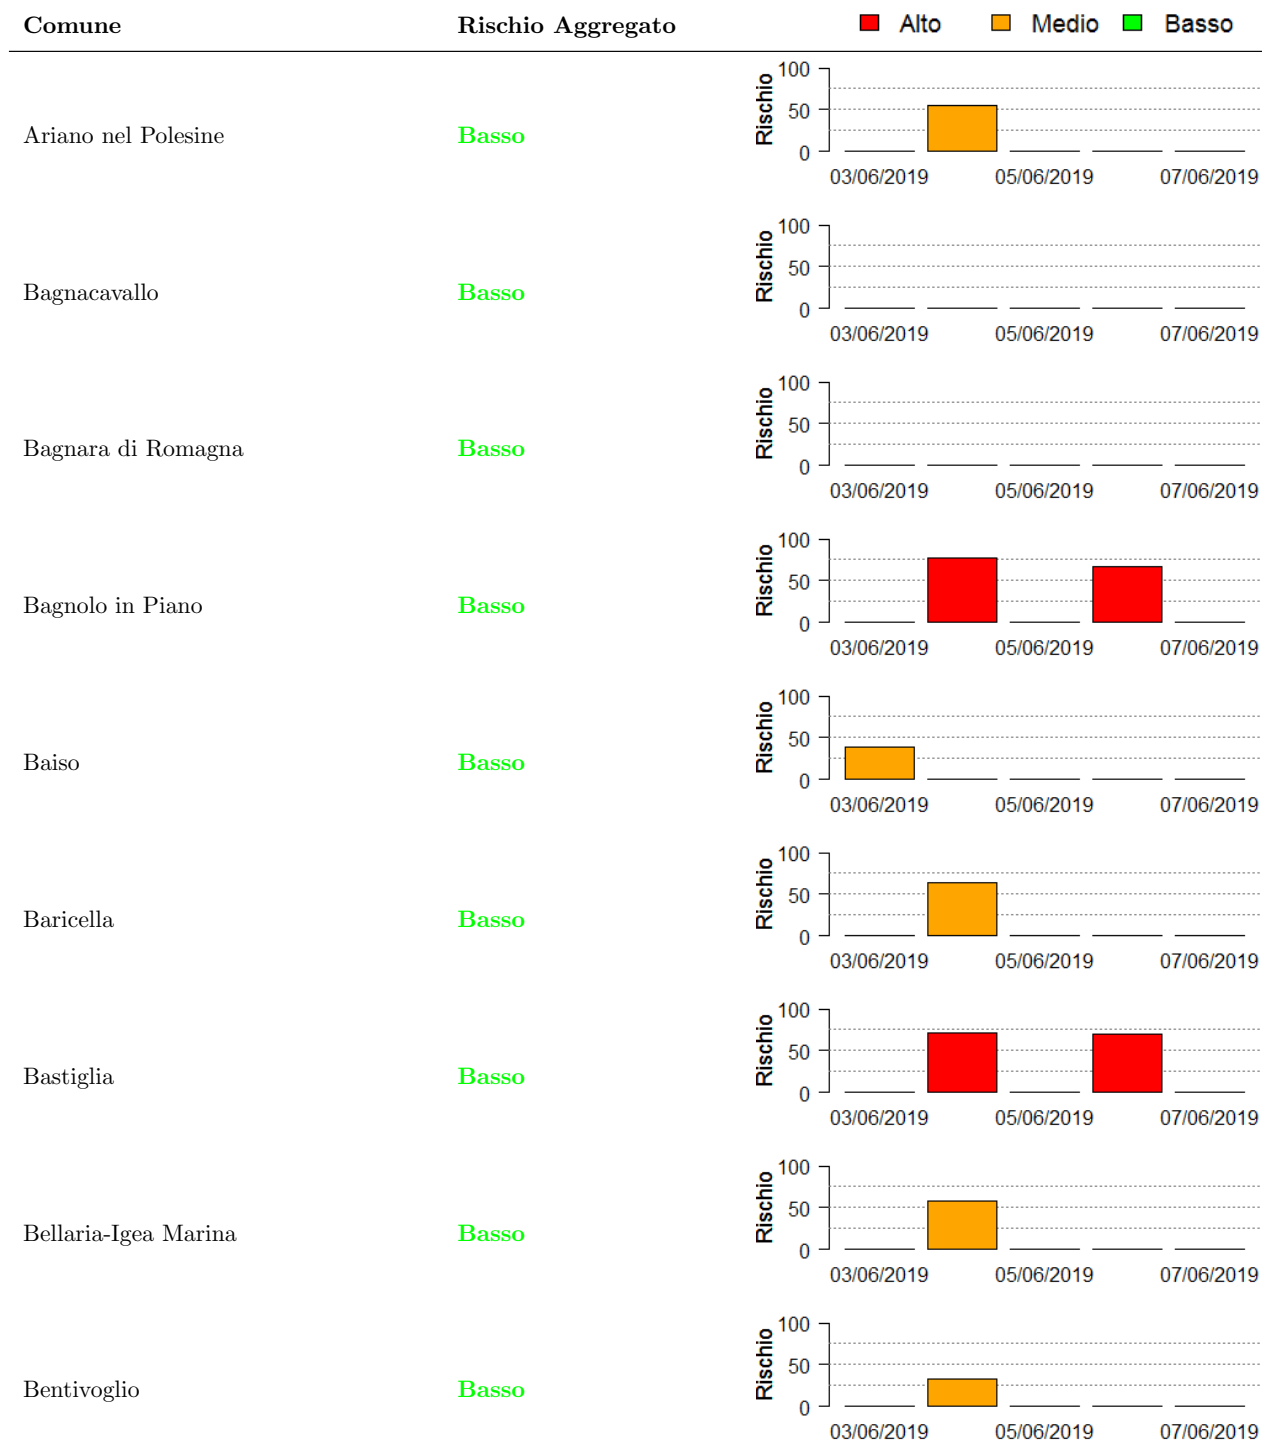 Comune Rischio Aggregato Alto Medio Basso
Ariano nel Polesine Basso
Rischio
100
50
0
03/06/2019 05/06/2019 07/06/2019
Bagnacavallo Basso
Rischio
100
50
0
03/06/2019 05/06/2019 07/06/2019
Bagnara di Romagna Basso
Rischio
100
50
0
03/06/2019 05/06/2019 07/06/2019
Bagnolo in Piano Basso
Rischio
100
50
0
03/06/2019 05/06/2019 07/06/2019
Baiso Basso
Rischio
100
50
0
03/06/2019 05/06/2019 07/06/2019
Baricella Basso
Rischio
100
50
0
03/06/2019 05/06/2019 07/06/2019
Bastiglia Basso
Rischio
100
50
0
03/06/2019 05/06/2019 07/06/2019
Bellaria-Igea Marina Basso
Rischio
100
50
0
03/06/2019 05/06/2019 07/06/2019
Bentivoglio Basso
Rischio
100
50
0
03/06/2019 05/06/2019 07/06/2019